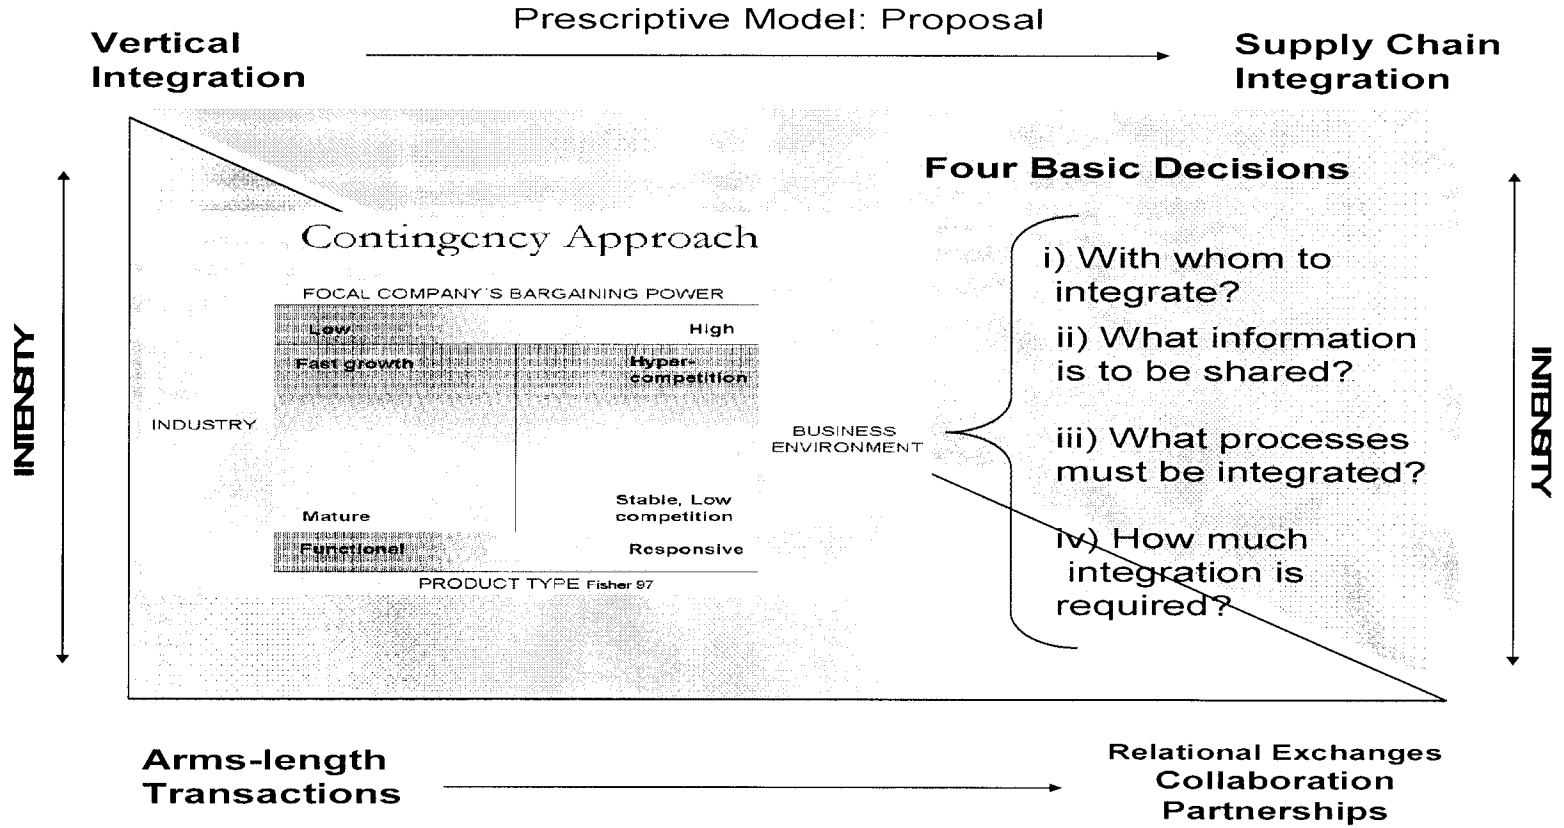 Prescriptive Model: Proposal
Vertical
Integration
Supply Chain
Integration
Four Basic Decisions
Contingency Approach
FOCAL COMPANY'S BARGAINING POWER
Low
High
Fast growth
Hyper-
competition
INDUSTRY
BUSINESS
ENVIRONMENT
Mature
Stable, Low
competition
Functional
Responsive
PRODUCT TYPE Fisher 97
i) With whom to
integrate?
ii) What information
is to be shared?
iii) What processes
must be integrated?
iv) How much
integration is
required?
INTENSITY
INTENSITY
Arms-length
Transactions
Relational Exchanges
Collaboration
Partnerships